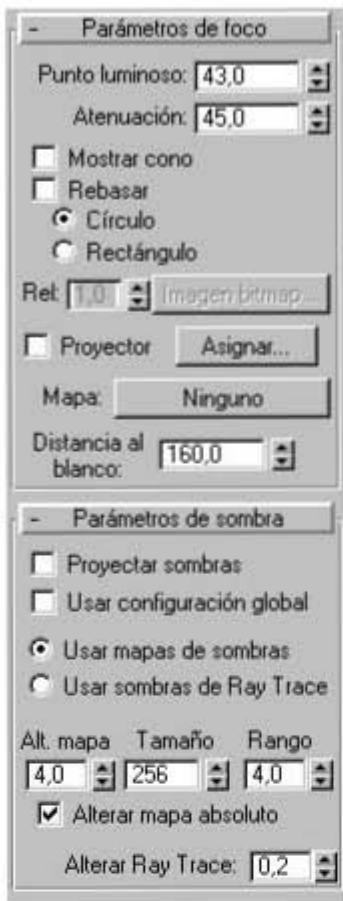 - Parámetros de foco
Punto luminoso: 43,0
Atenuación: 45,0
Mostrar cono
Rebasar
Círculo
Rectángulo
Rel: 1,0 Imagen bitmap...
Proyector Asignar...
Mapa: Ninguno
Distancia al
blanco: 160,0
- Parámetros de sombra
Proyectar sombras
Usar configuración global
Usar mapas de sombras
Usar sombras de Ray Trace
Alt. mapa Tamaño Rango
4,0 256 4,0
Alterar mapa absoluto
Alterar Ray Trace: 0,2